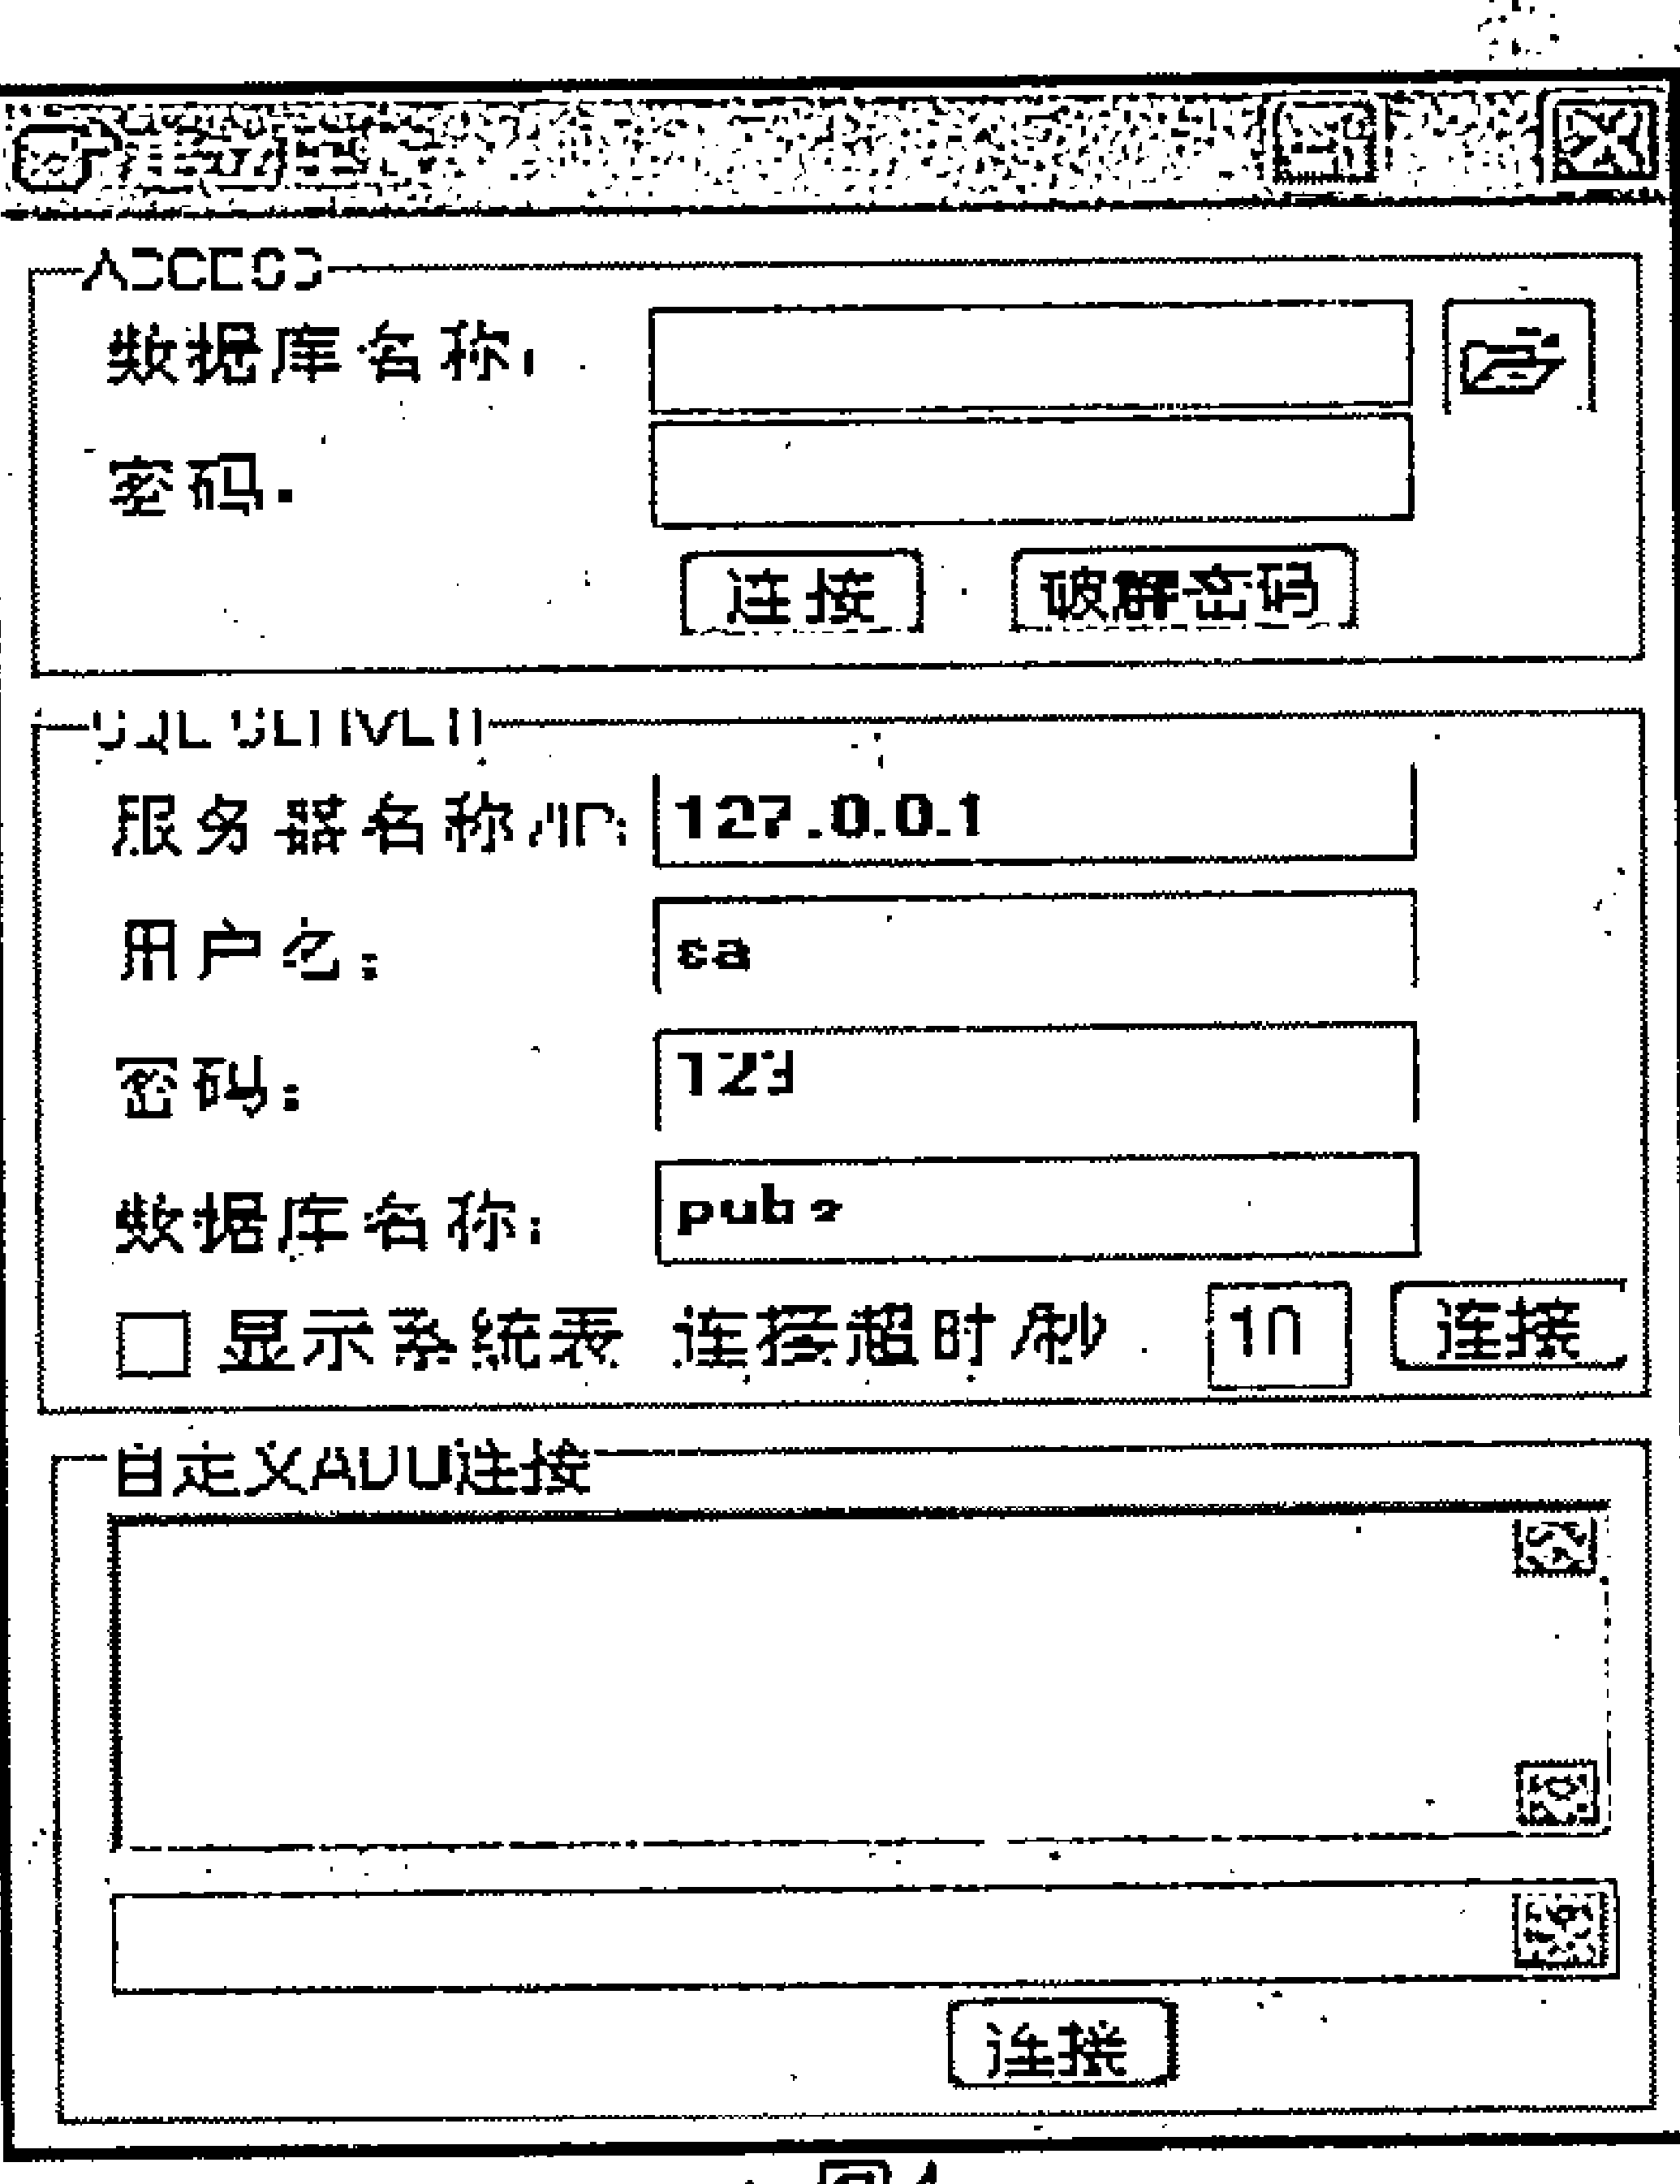 ACCESS
数据库名称:
密码:
连接 破解密码
SQL SERVER
服务器名称/IP: 127.0.0.1
用户名: sa
密码: 123
数据库名称: pubs
显示系统表 连接超时/秒 10 连接
自定义ADO连接
连接